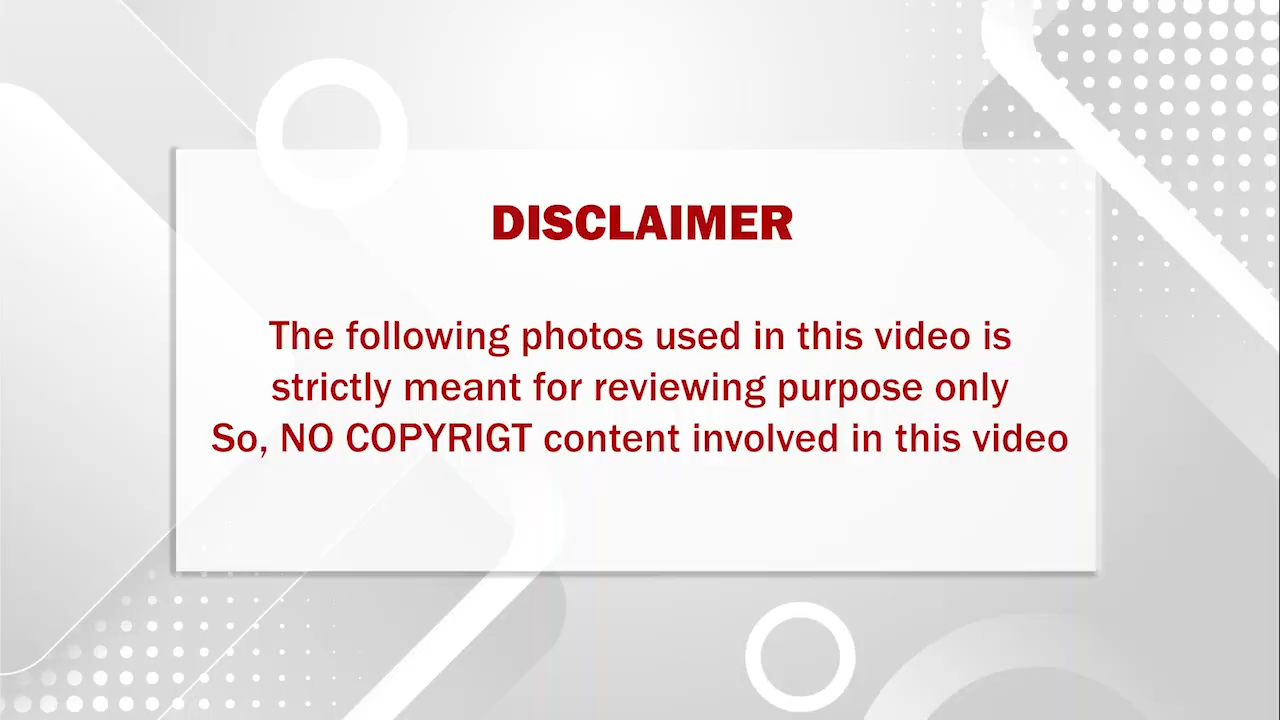 DISCLAIMER
The following photos used in this video is
strictly meant for reviewing purpose only
So, NO COPYRIGT content involved in this video